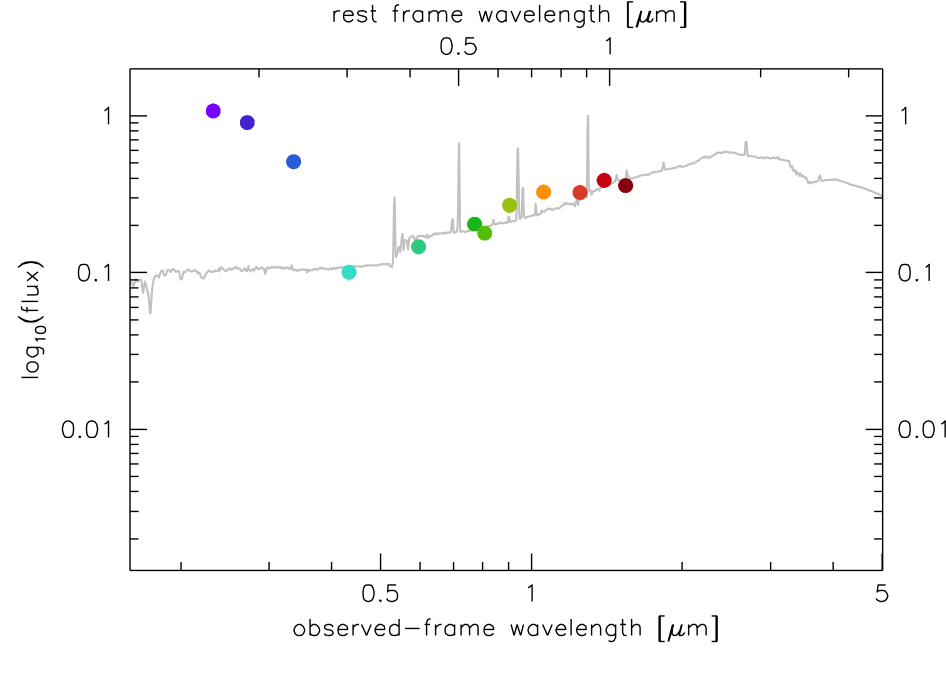 rest frame wavelength [μm]
0.5 1
1 1
0.1 0.1
0.01 0.01
log10(flux)
0.5 1 5
observed-frame wavelength [μm]